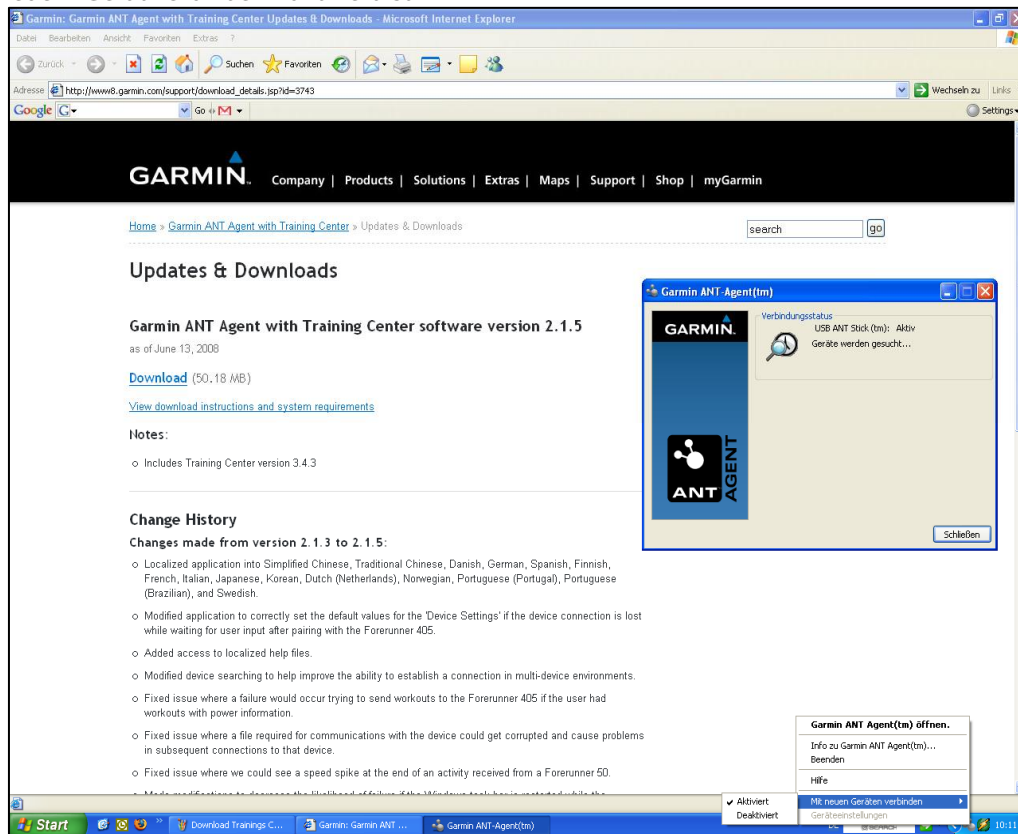 Garmin: Garmin ANT Agent with Training Center Updates & Downloads - Microsoft Internet Explorer
Datei Bearbeiten Ansicht Favoriten Extras ?
Zurück Suchen Favoriten
Adresse http://www8.garmin.com/support/download_details.jsp?id=3743 Wechseln zu Links
Google G Go Settings
GARMIN. Company | Products | Solutions | Extras | Maps | Support | Shop | myGarmin
Home » Garmin ANT Agent with Training Center » Updates & Downloads
search go
Updates & Downloads
Garmin ANT Agent with Training Center software version 2.1.5
as of June 13, 2008
Download (50.18 MB)
View download instructions and system requirements
Notes:
Includes Training Center version 3.4.3
Change History
Changes made from version 2.1.3 to 2.1.5:
Localized application into Simplified Chinese, Traditional Chinese, Danish, German, Spanish, Finnish,
French, Italian, Japanese, Korean, Dutch (Netherlands), Norwegian, Portuguese (Portugal), Portuguese
(Brazilian), and Swedish.
Modified application to correctly set the default values for the 'Device Settings' if the device connection is lost
while waiting for user input after pairing with the Forerunner 405.
Added access to localized help files.
Modified device searching to help improve the ability to establish a connection in multi-device environments.
Fixed issue where a failure would occur trying to send workouts to the Forerunner 405 if the user had
workouts with power information.
Fixed issue where a file required for communications with the device could get corrupted and cause problems
in subsequent connections to that device.
Fixed issue where we could see a speed spike at the end of an activity received from a Forerunner 50.
Garmin ANT-Agent(tm)
GARMIN.
ANT
AGENT
Verbindungsstatus
USB ANT Stick (tm): Aktiv
Geräte werden gesucht...
Schließen
Garmin ANT Agent(tm) öffnen.
Info zu Garmin ANT Agent(tm)...
Beenden
Hilfe
Mit neuen Geräten verbinden
Geräteeinstellungen
Aktiviert
Deaktiviert
Start Download Trainings C... Garmin: Garmin ANT ... Garmin ANT-Agent(tm) 10:11